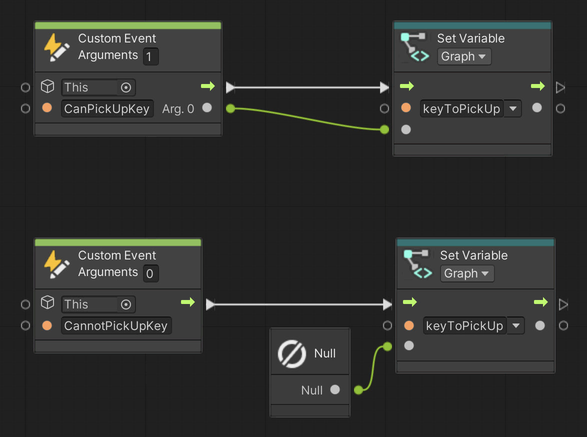 Custom Event
Arguments 1
This
CanPickUpKey Arg. 0
Set Variable
Graph
keyToPickUp
Custom Event
Arguments 0
This
CannotPickUpKey
Set Variable
Graph
keyToPickUp
Null
Null